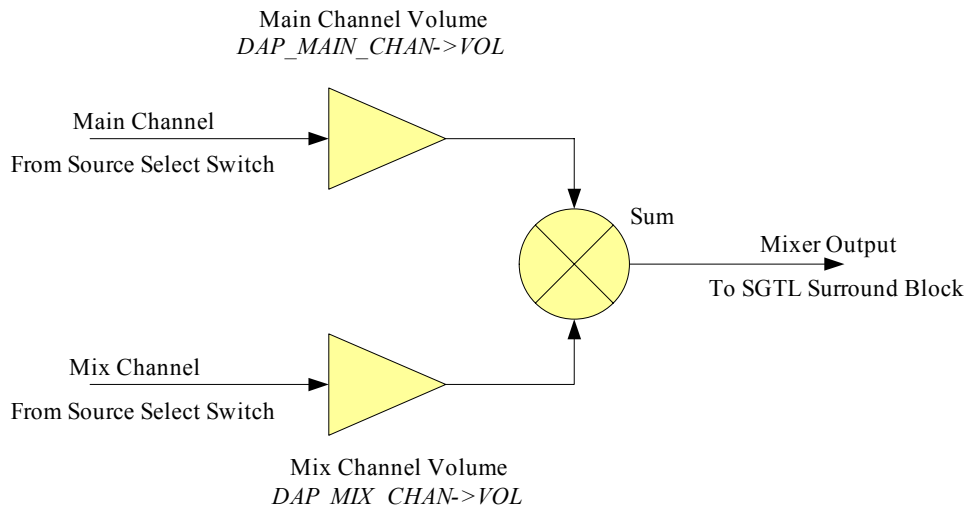 Main Channel Volume
DAP_MAIN_CHAN->VOL
Main Channel
From Source Select Switch
Sum
Mixer Output
To SGTL Surround Block
Mix Channel
From Source Select Switch
Mix Channel Volume
DAP_MIX_CHAN->VOL